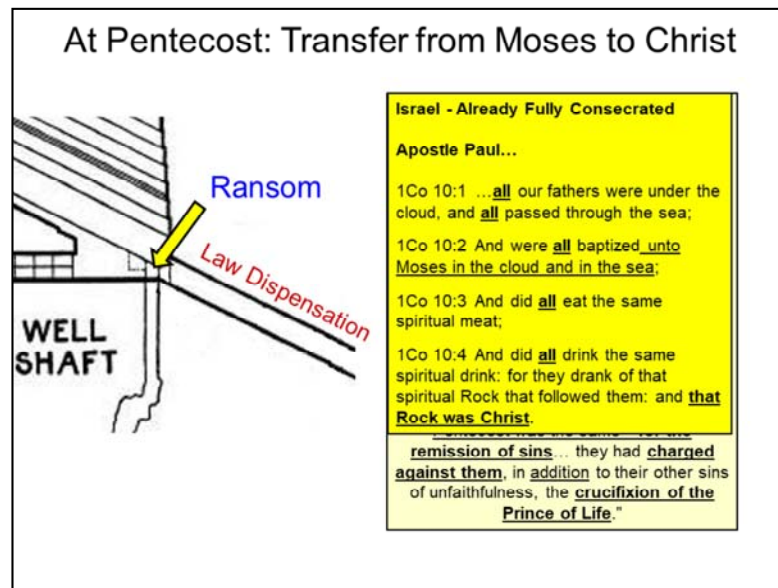 At Pentecost: Transfer from Moses to Christ
Ransom
Law Dispensation
WELL
SHAFT
Israel - Already Fully Consecrated
Apostle Paul…
1Co 10:1 …all our fathers were under the
cloud, and all passed through the sea;
1Co 10:2 And were all baptized unto
Moses in the cloud and in the sea;
1Co 10:3 And did all eat the same
spiritual meat;
1Co 10:4 And did all drink the same
spiritual drink: for they drank of that
spiritual Rock that followed them: and that
Rock was Christ.
Pentecost was the same
remission of sins… they had charged
against them, in addition to their other sins
of unfaithfulness, the crucifixion of the
Prince of Life."